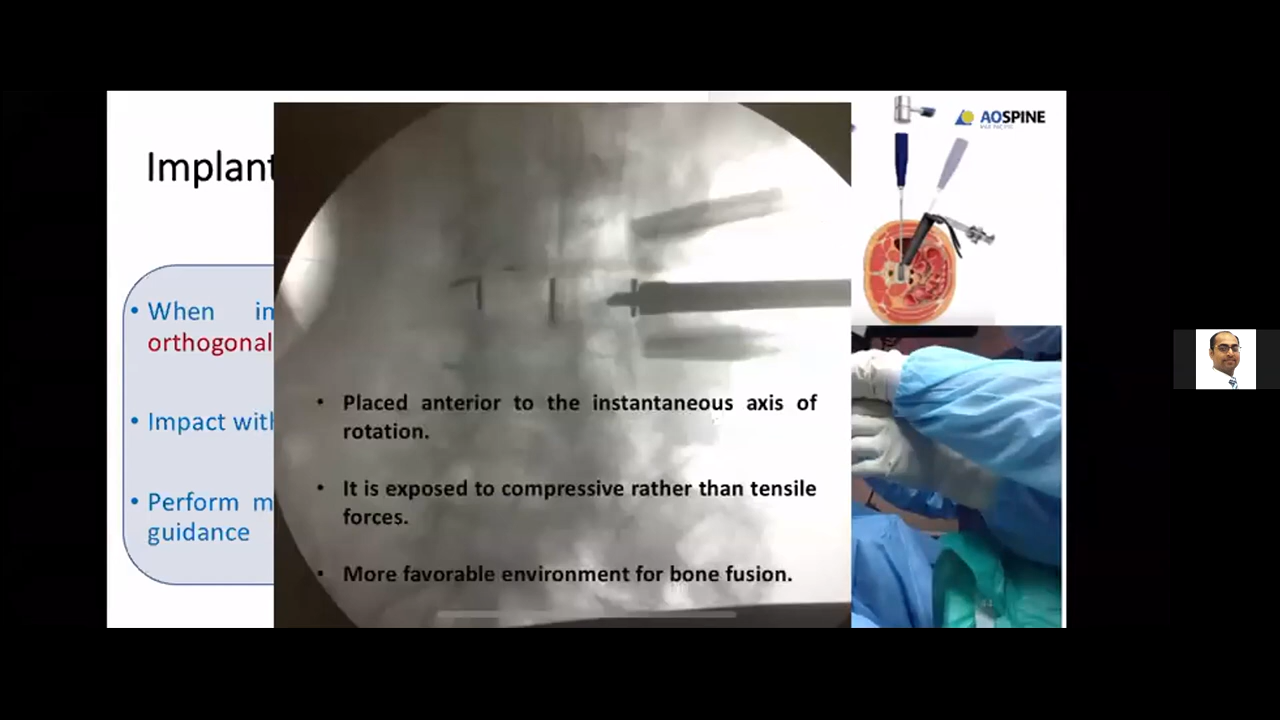 Implant
AOSPINE
• When in
orthogonal
• Impact with
• Perform m
guidance
• Placed anterior to the instantaneous axis of
rotation.
• It is exposed to compressive rather than tensile
forces.
• More favorable environment for bone fusion.